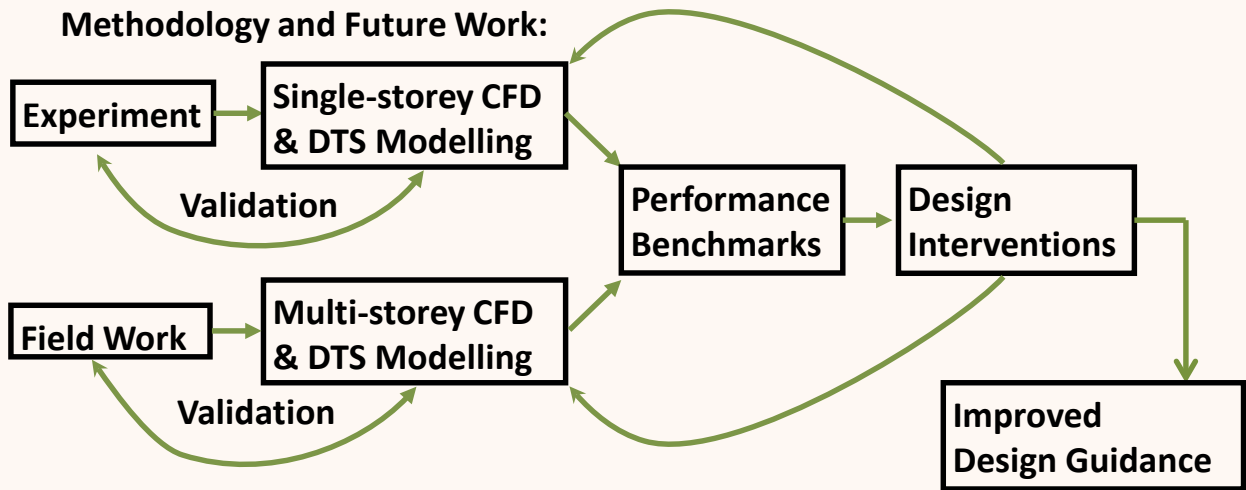 Methodology and Future Work:
Experiment
Single-storey CFD
& DTS Modelling
Validation
Performance
Benchmarks
Design
Interventions
Field Work
Multi-storey CFD
& DTS Modelling
Validation
Improved
Design Guidance